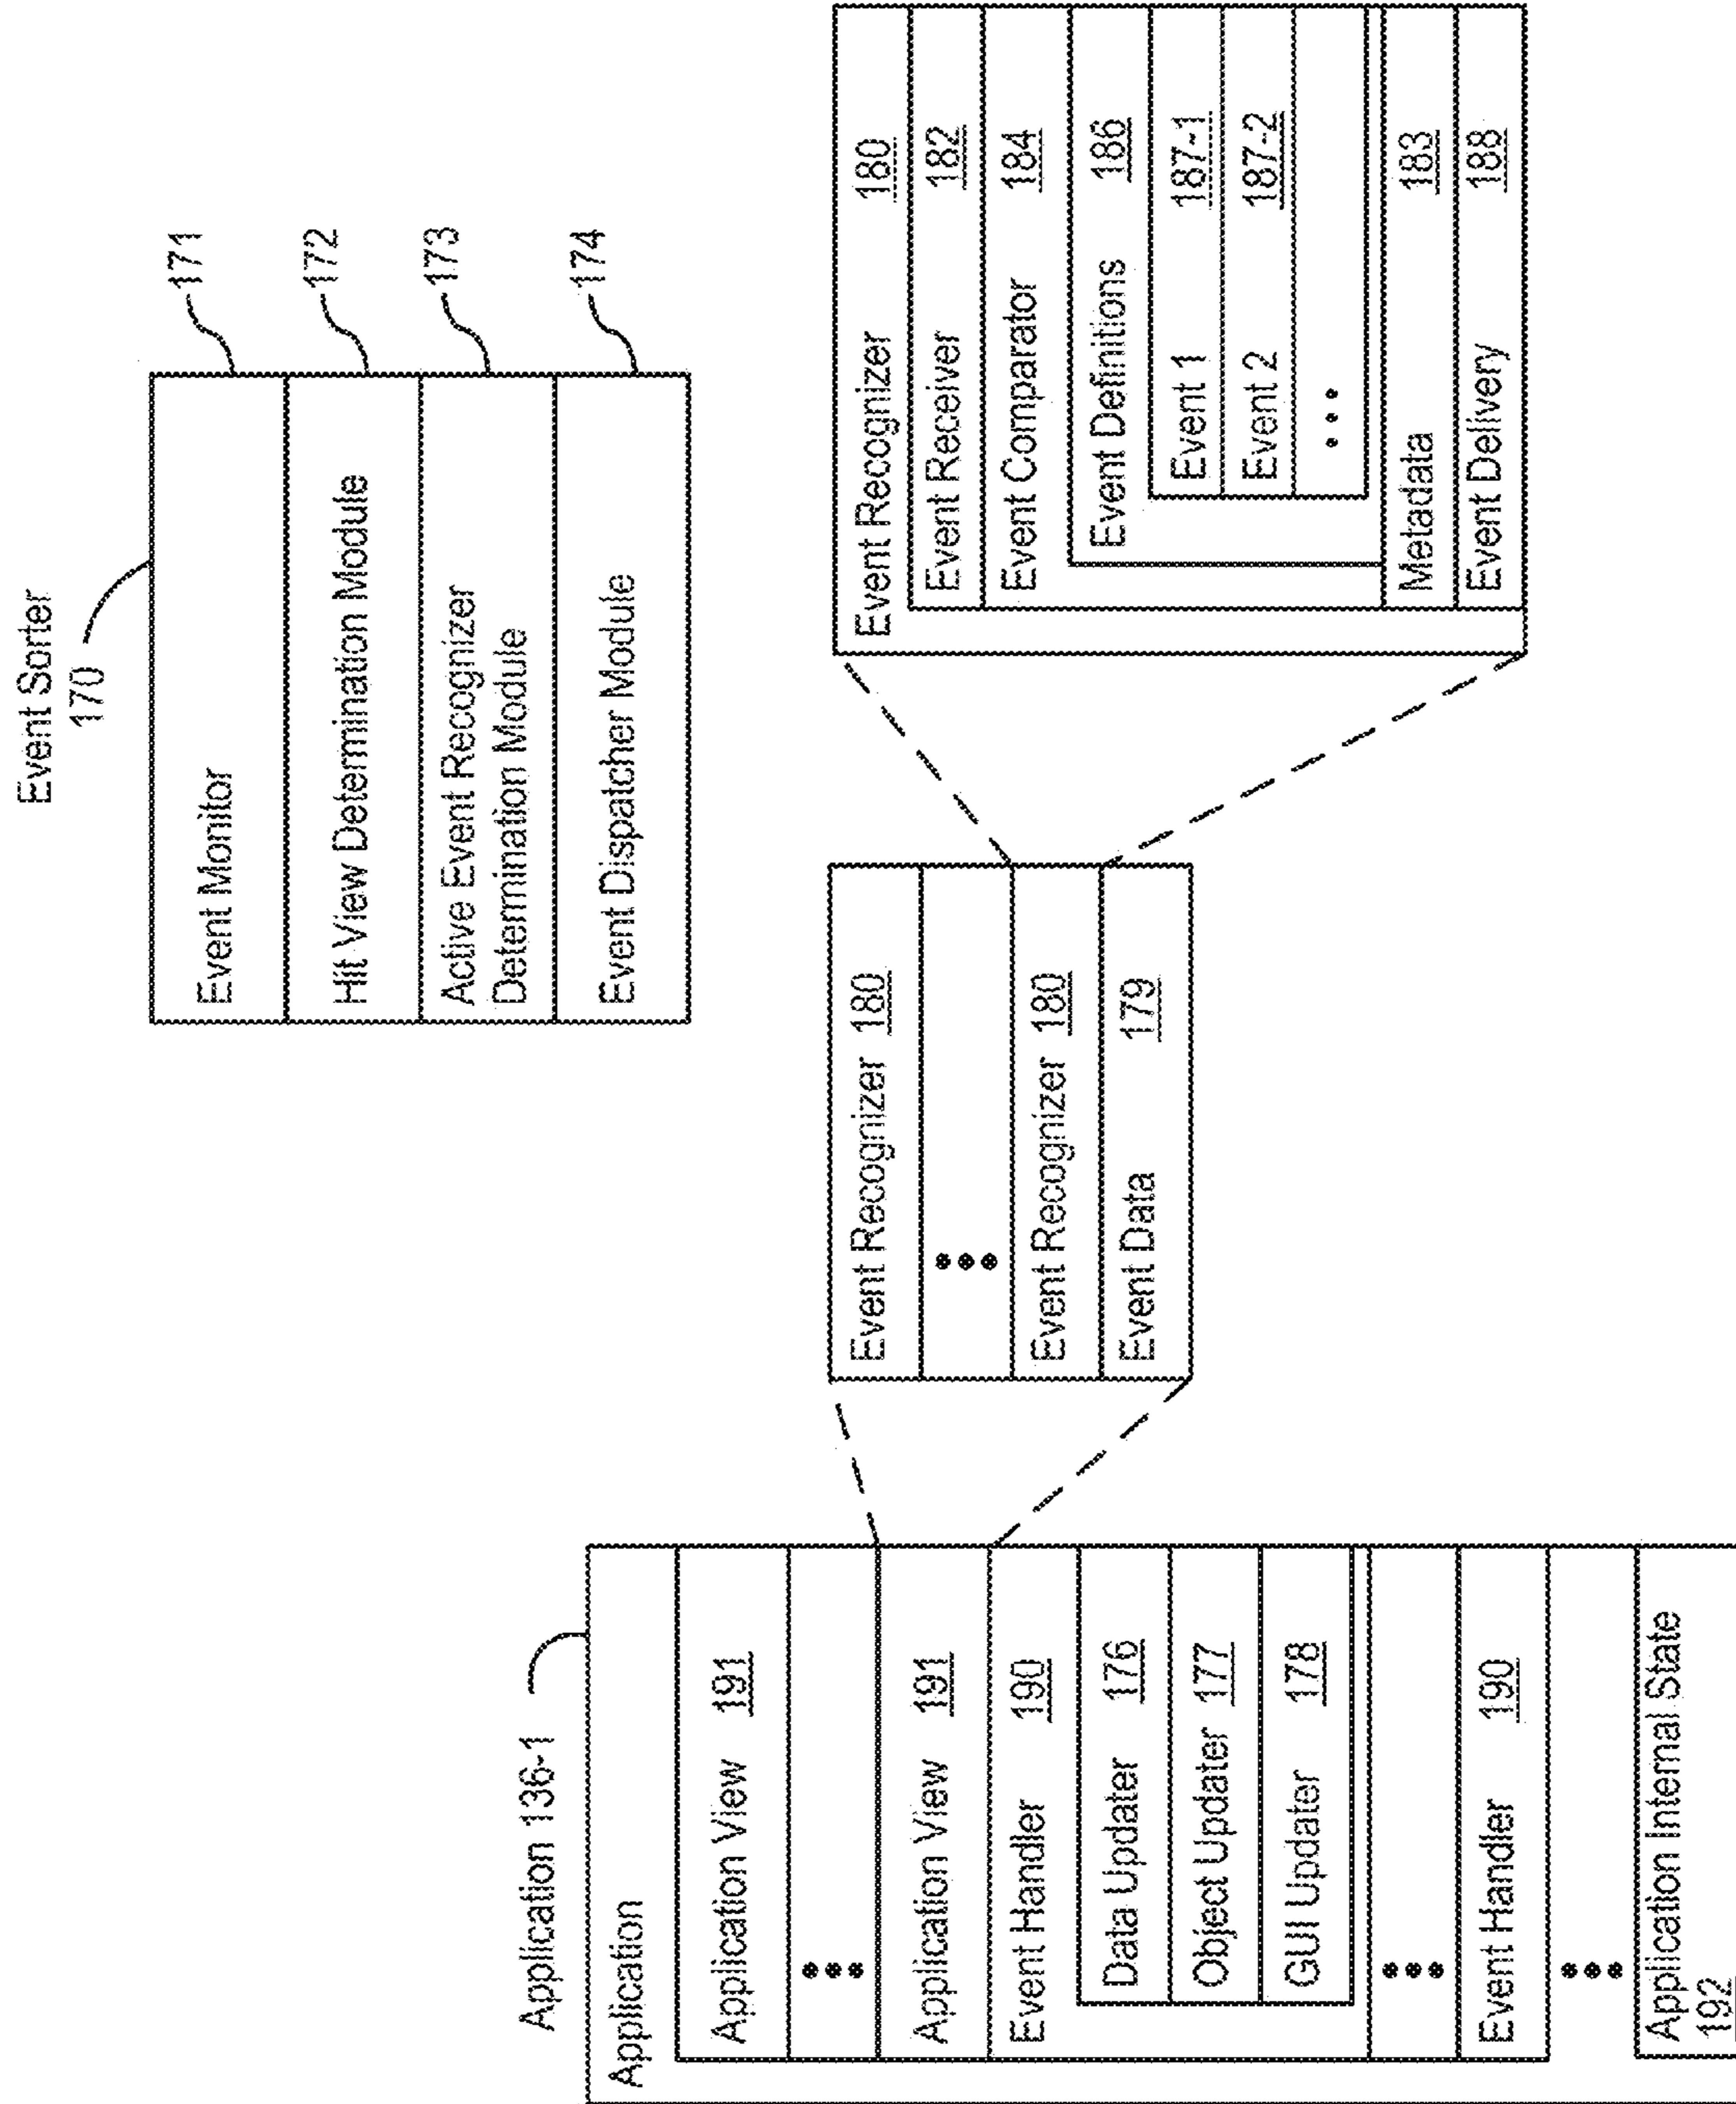 Event Sorter
170
Event Monitor
171
Hit View Determination Module
172
Active Event Recognizer
Determination Module
173
Event Dispatcher Module
174
Application 136-1
Application
Application View 191
•••
Application View 191
Event Handler 190
Data Updater 176
Object Updater 177
GUI Updater 178
•••
Event Handler 190
•••
Application Internal State
192
Event Recognizer 180
•••
Event Recognizer 180
Event Data 179
Event Recognizer 180
Event Receiver 182
Event Comparator 184
Event Definitions 186
Event 1 187-1
Event 2 187-2
•••
Metadata 183
Event Delivery 188